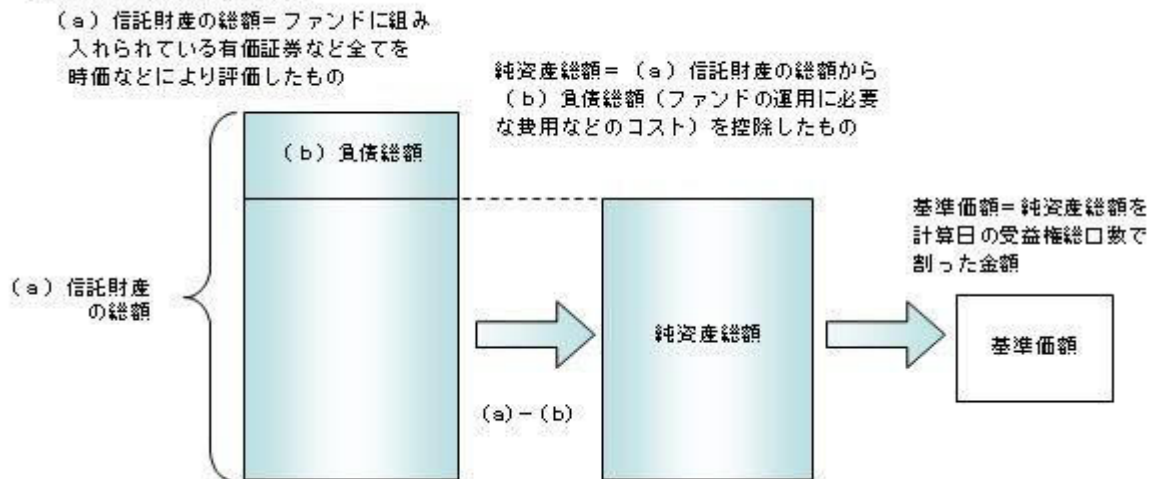 (a)信託財産の総額=ファンドに組み
入れられている有価証券など全てを
時価などにより評価したもの
純資産総額=(a)信託財産の総額から
(b)負債総額(ファンドの運用に必要
な費用などのコスト)を控除したもの
(b)負債総額
基準価額=純資産総額を
計算日の受益権総口数で
割った金額
(a)信託財産
の総額
純資産総額
基準価額
(a)-(b)